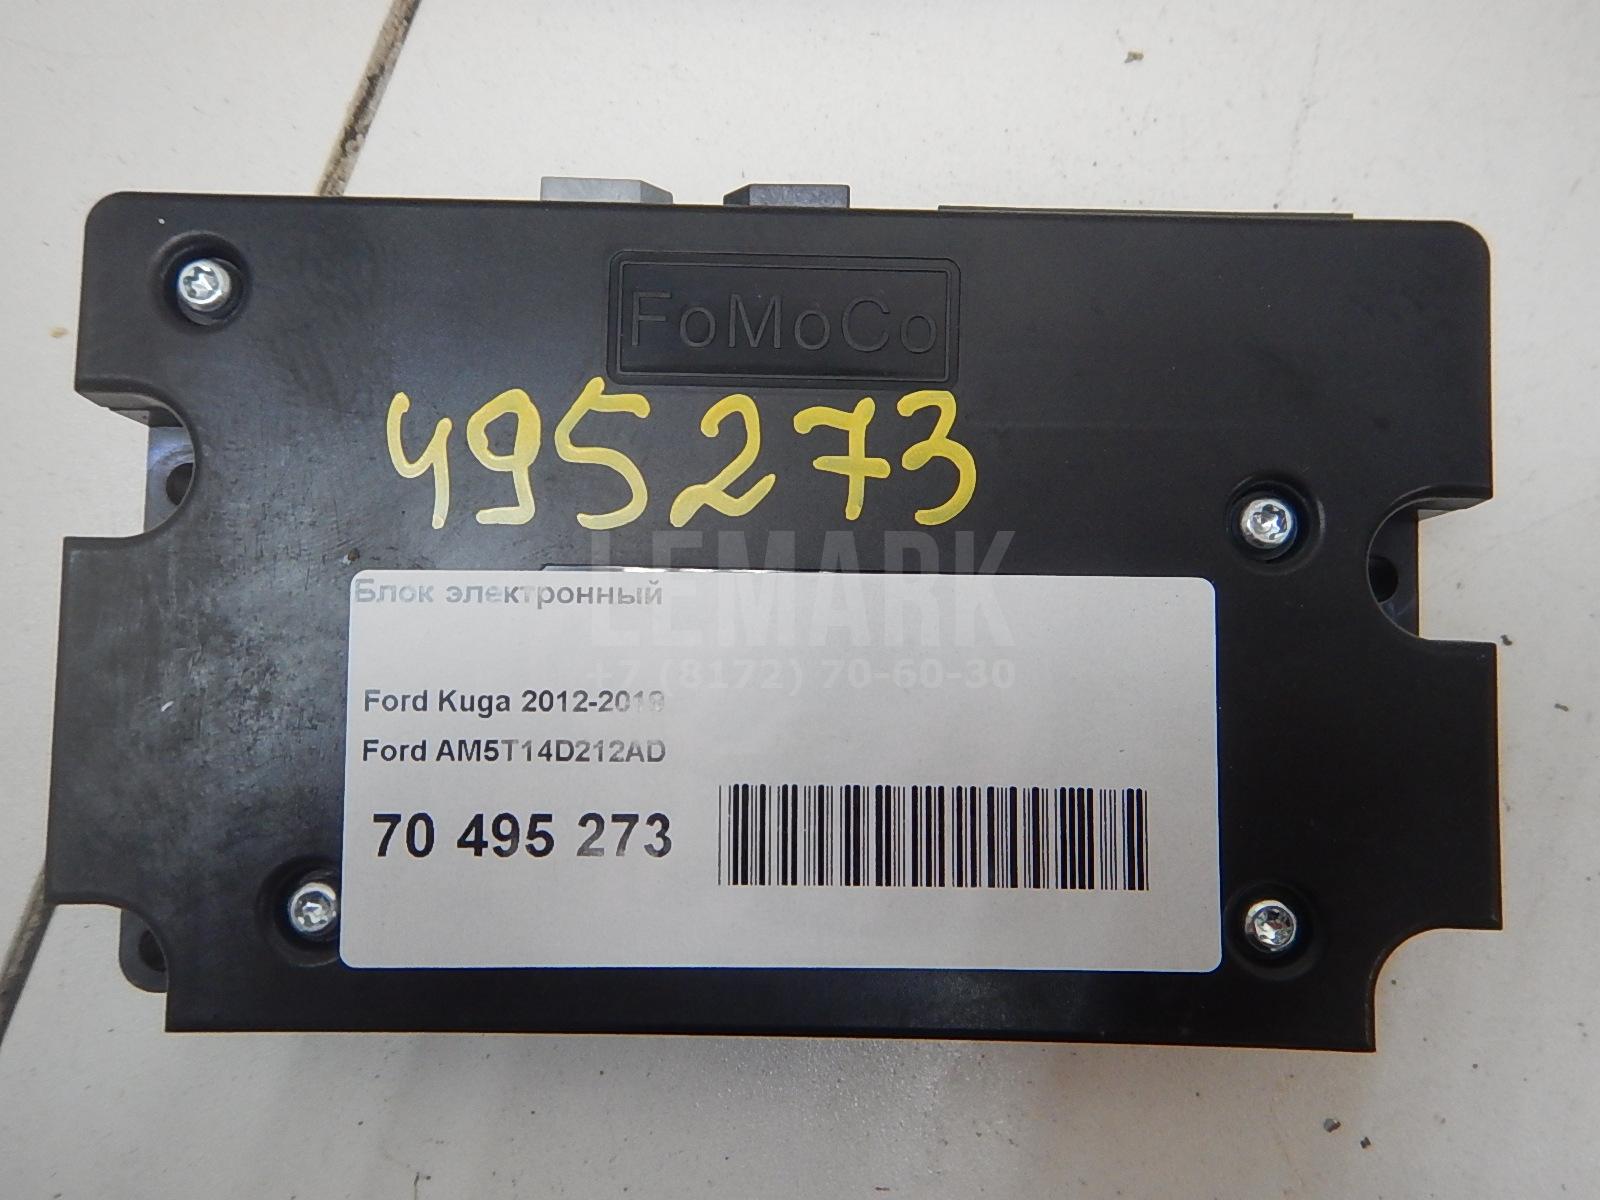 FoMoCo
495273
LEMARK
+7 (8172) 70-60-30
Блок электронный
Ford Kuga 2012-2019
Ford AM5T14D212AD
70 495 273